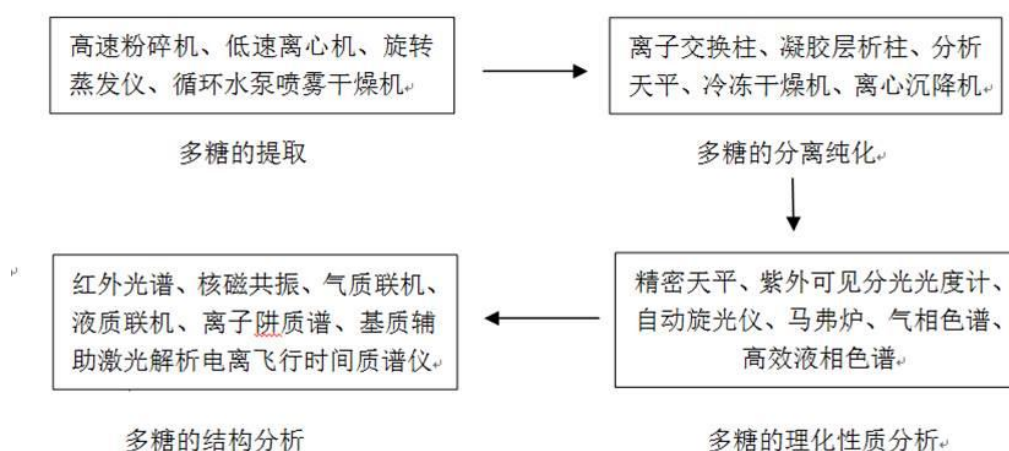 高速粉碎机、低速离心机、旋转
蒸发仪、循环水泵喷雾干燥机
多糖的提取
离子交换柱、凝胶层析柱、分析
天平、冷冻干燥机、离心沉降机
多糖的分离纯化
精密天平、紫外可见分光光度计、
自动旋光仪、马弗炉、气相色谱、
高效液相色谱
多糖的理化性质分析
红外光谱、核磁共振、气质联机、
液质联机、离子阱质谱、基质辅
助激光解析电离飞行时间质谱仪
多糖的结构分析